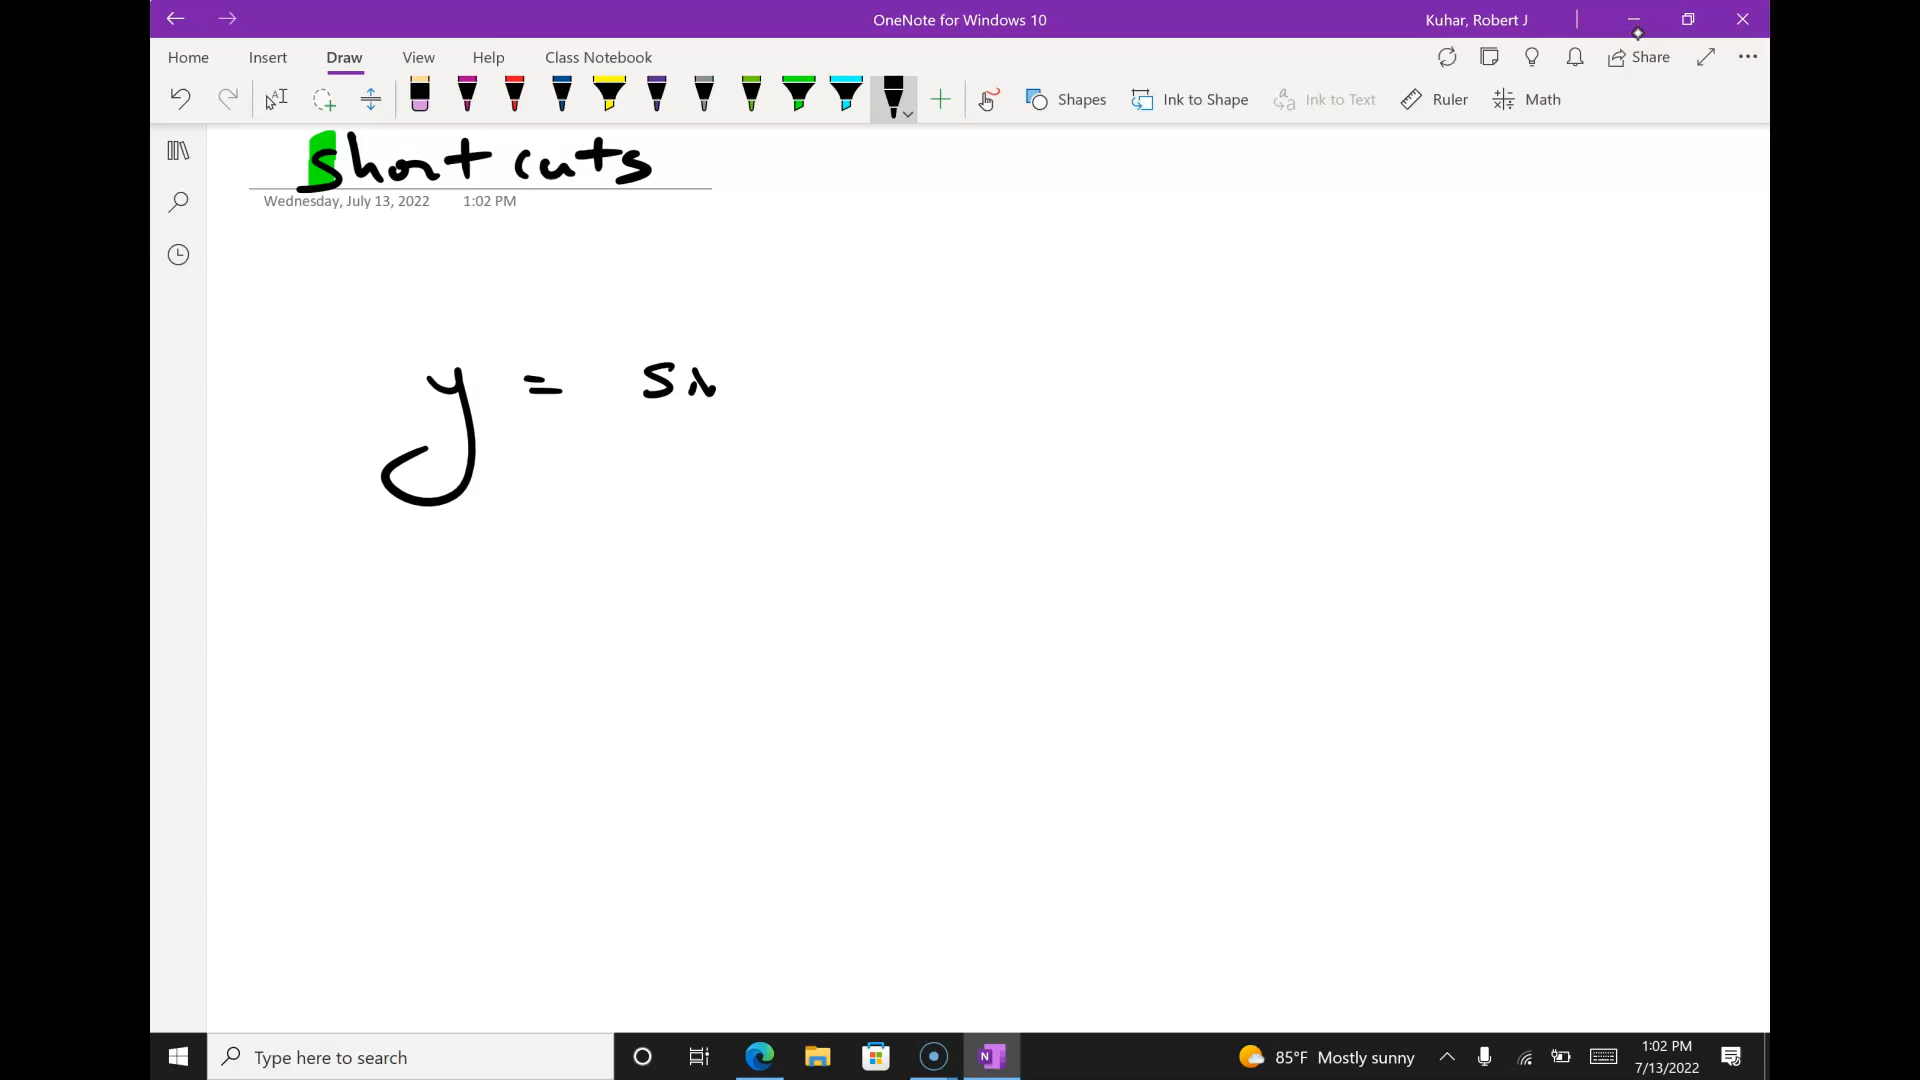 OneNote for Windows 10 Kuhar, Robert J
Home Insert Draw View Help Class Notebook Share
Shapes Ink to Shape Ink to Text Ruler Math
Short cuts
Wednesday, July 13, 2022 1:02 PM
y = 5x
Type here to search 85°F Mostly sunny 1:02 PM
7/13/2022